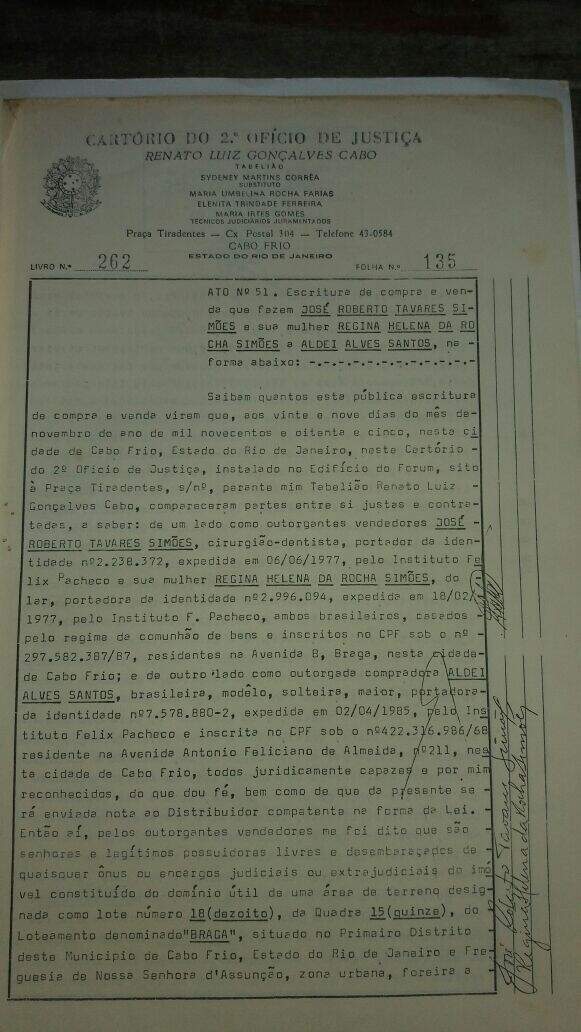 CARTÓRIO DO 2.º OFÍCIO DE JUSTIÇA
RENATO LUIZ GONÇALVES CABO
TABELIÃO
SYDENEY MARTINS CORRÊA
SUBSTITUTO
MARIA UMBELINA ROCHA FARIAS
ELENITA TRINDADE FERREIRA
MARIA IRTES GOMES
TÉCNICOS JUDICIÁRIOS JURAMENTADOS
Praça Tiradentes — Cx Postal 304 — Telefone 43-0584
CABO FRIO
ESTADO DO RIO DE JANEIRO
LIVRO N.º 262 FOLHA N.º 135
ATO Nº 51. Escritura de compra e ven-
da que fazem JOSÉ ROBERTO TAVARES SI-
MÕES e sua mulher REGINA HELENA DA RO
CHA SIMÕES a ALDEI ALVES SANTOS, na-
forma abaixo: -.-.-.-.-.-.-.-.-.-.-.-
Saibam quantos esta pública escritura
de compra e venda virem que, aos vinte e nove dias do mês de-
novembro do ano de mil novecentos e oitenta e cinco, nesta ci
dade de Cabo Frio, Estado do Rio de Janeiro, neste Cartório -
do 2º Ofício de Justiça, instalado no Edifício do Forum, sito
à Praça Tiradentes, s/nº, perante mim Tabelião Renato Luiz -
Gonçalves Cabo, compareceram partes entre si justas e contra-
tadas, a saber: de um lado como outorgantes vendedores JOSÉ -
ROBERTO TAVARES SIMÕES, cirurgião-dentista, portador da iden-
tidade nº2.238.372, expedida em 06/06/1977, pelo Instituto Fe
lix Pacheco e sua mulher REGINA HELENA DA ROCHA SIMÕES, do -
lar, portadora da identidade nº2.996.094, expedida em 18/02/-
1977, pelo Instituto F. Pacheco, ambos brasileiros, casados -
pelo regime da comunhão de bens e inscritos no CPF sob o nº -
297.582.387/87, residentes na Avenida B, Braga, nesta cidade-
de Cabo Frio; e de outro lado como outorgada compradora ALDEI
ALVES SANTOS, brasileira, modelo, solteira, maior, portadora-
da identidade nº7.578.880-2, expedida em 02/04/1985, pelo Ins
tituto Felix Pacheco e inscrita no CPF sob o nº422.316.986/68
residente na Avenida Antonio Feliciano de Almeida, nº211, nes
ta cidade de Cabo Frio, todos juridicamente capazes e por mim
reconhecidos, do que dou fé, bem como de que da presente se -
rá enviada nota ao Distribuidor competente na forma da Lei. -
Então aí, pelos outorgantes vendedores me foi dito que são -
senhores e legítimos possuidores livres e desembaraçados de -
quaisquer ônus ou encargos judiciais ou extrajudiciais do imó
vel constituído do domínio útil de uma área de terreno desig-
nada como lote número 18(dezoito), da Quadra 15(quinze), do -
Loteamento denominado"BRAGA", situado no Primeiro Distrito -
deste Municipio de Cabo Frio, Estado do Rio de Janeiro e Fre-
guesia de Nossa Senhora d'Assunção, zona urbana, foreira a -
José Roberto Tavares Simões
Regina Helena da Rocha Simões